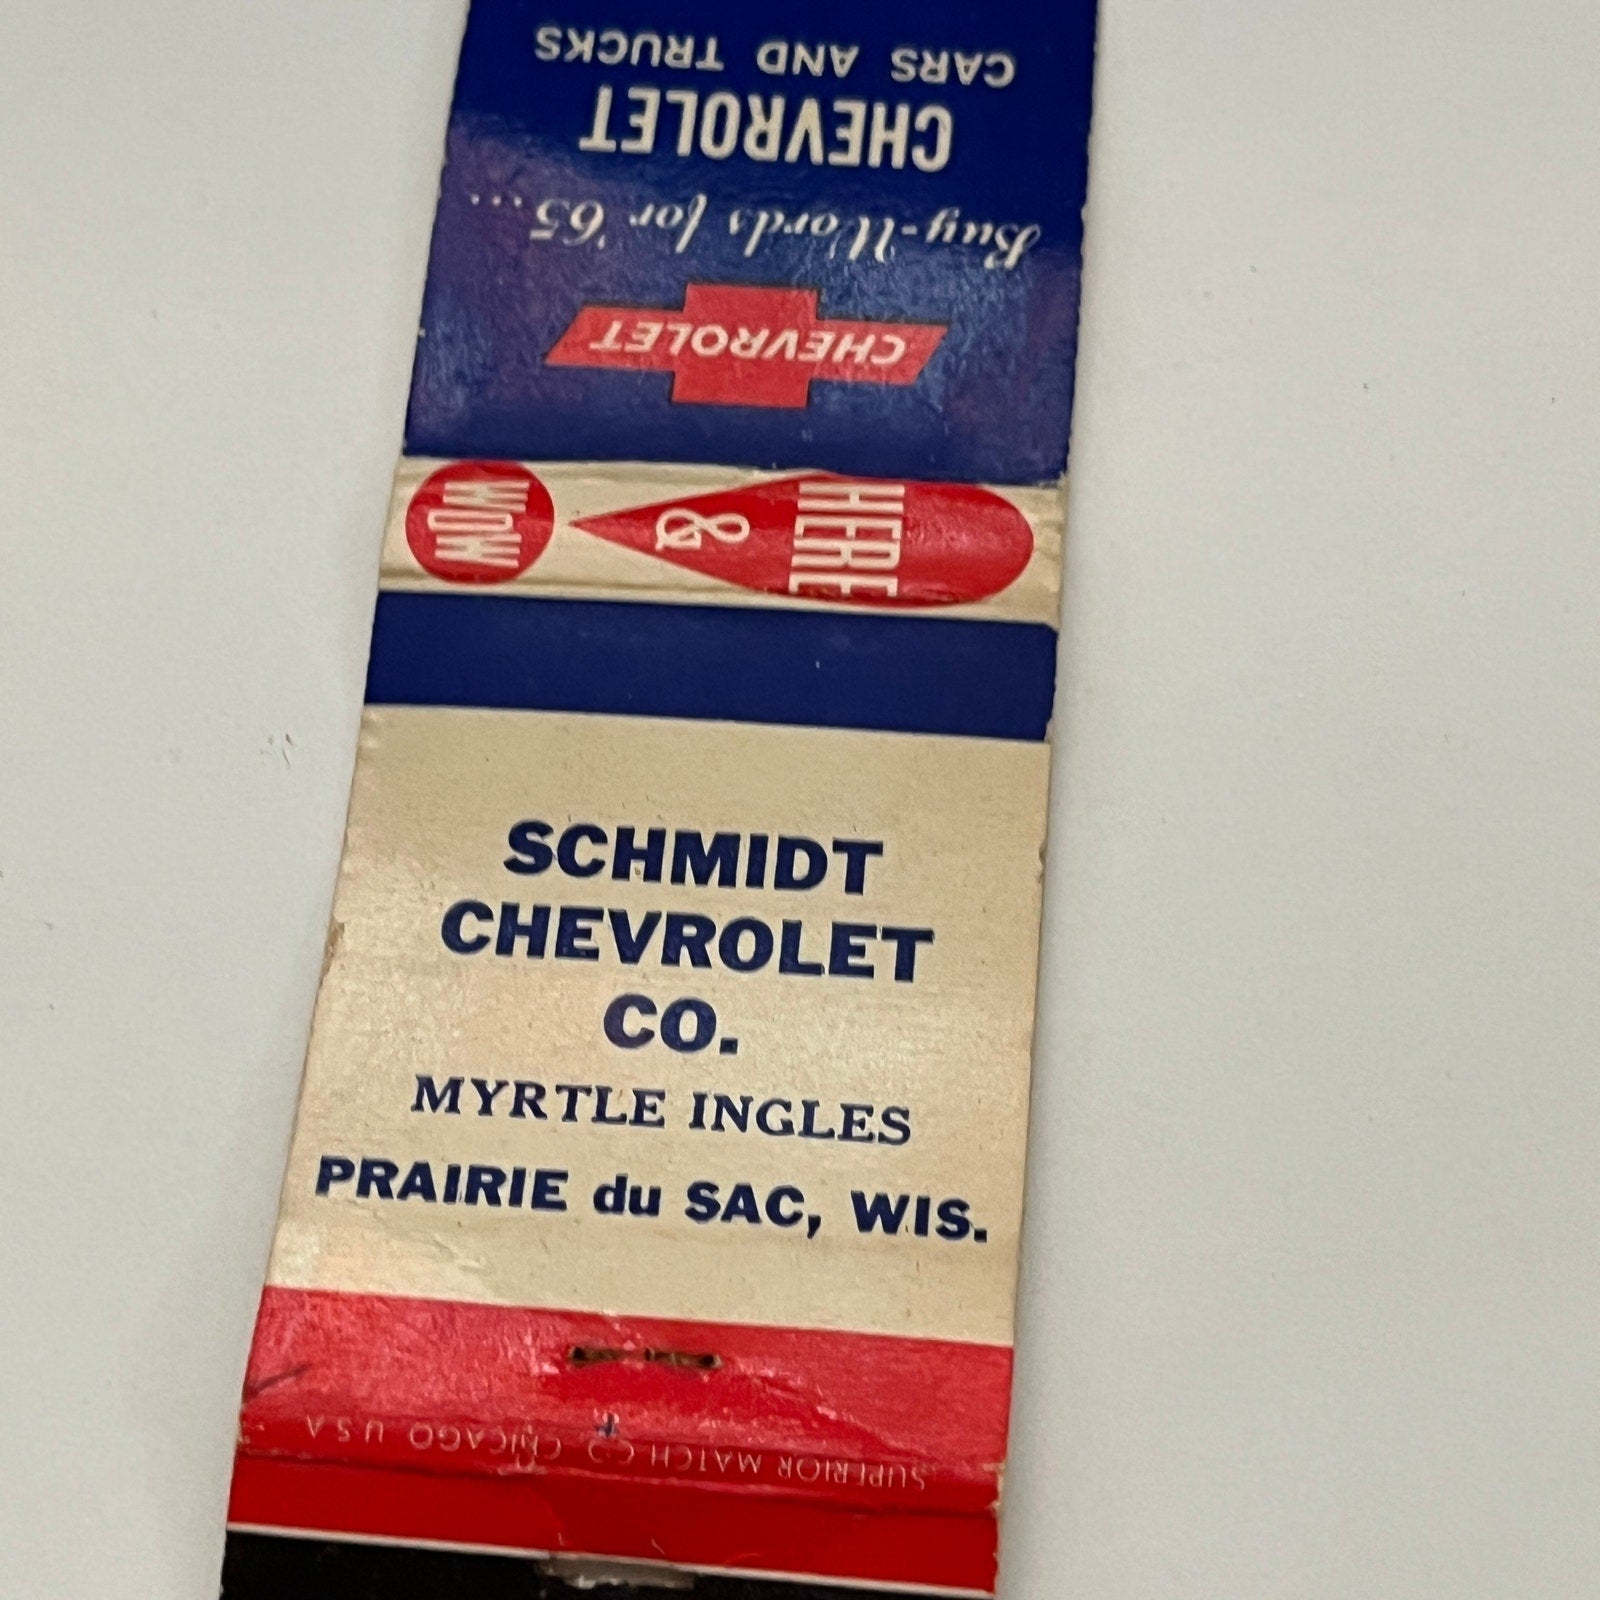 CARS AND TRUCKS
CHEVROLET
Buy-Words for '65...
CHEVROLET
HERE & WOW
SCHMIDT
CHEVROLET
CO.
MYRTLE INGLES
PRAIRIE du SAC, WIS.
SUPERIOR MATCH CO. CHICAGO U.S.A